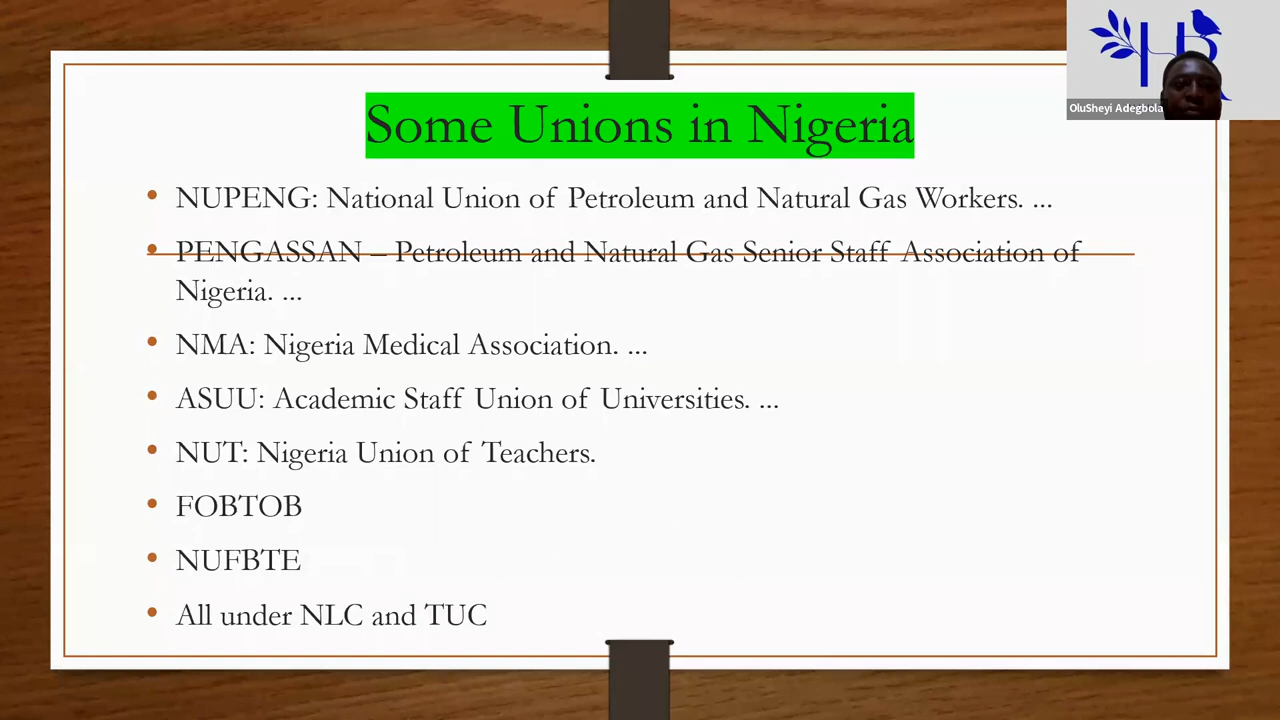 Some Unions in Nigeria
OluSheyi Adegbola
• NUPENG: National Union of Petroleum and Natural Gas Workers. ...
• PENGASSAN – Petroleum and Natural Gas Senior Staff Association of
Nigeria. ...
• NMA: Nigeria Medical Association. ...
• ASUU: Academic Staff Union of Universities. ...
• NUT: Nigeria Union of Teachers.
• FOBTOB
• NUFBTE
• All under NLC and TUC